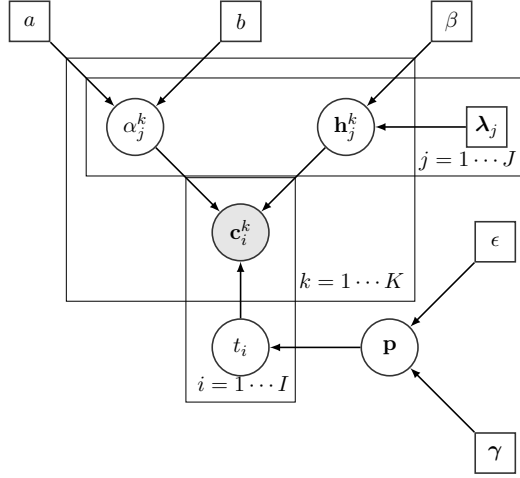 a
b
β
α_j^k
h_j^k
λ_j
j = 1 ⋯ J
c_i^k
ϵ
k = 1 ⋯ K
t_i
p
i = 1 ⋯ I
γ